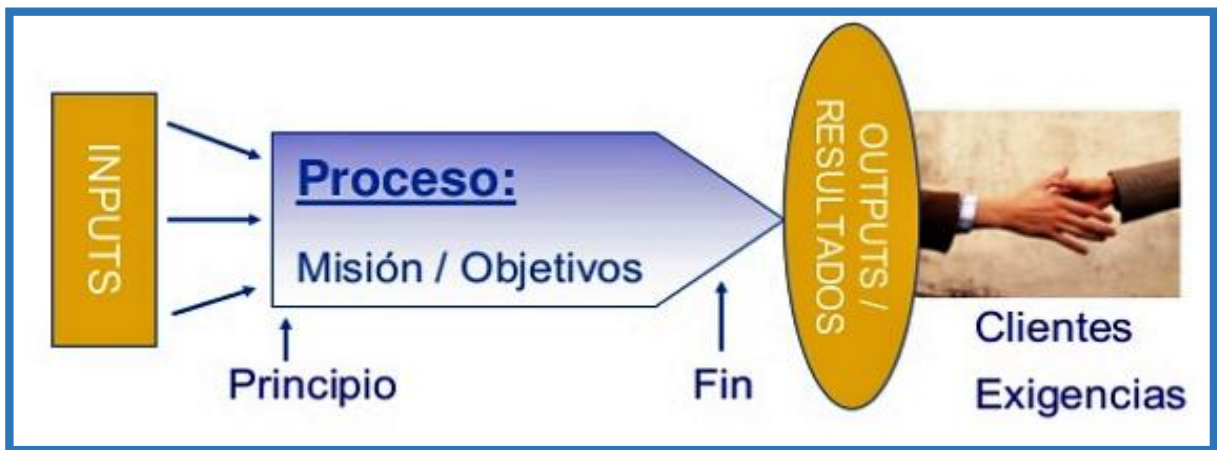 INPUTS
Proceso:
Misión / Objetivos
Principio
Fin
OUTPUTS /
RESULTADOS
Clientes
Exigencias